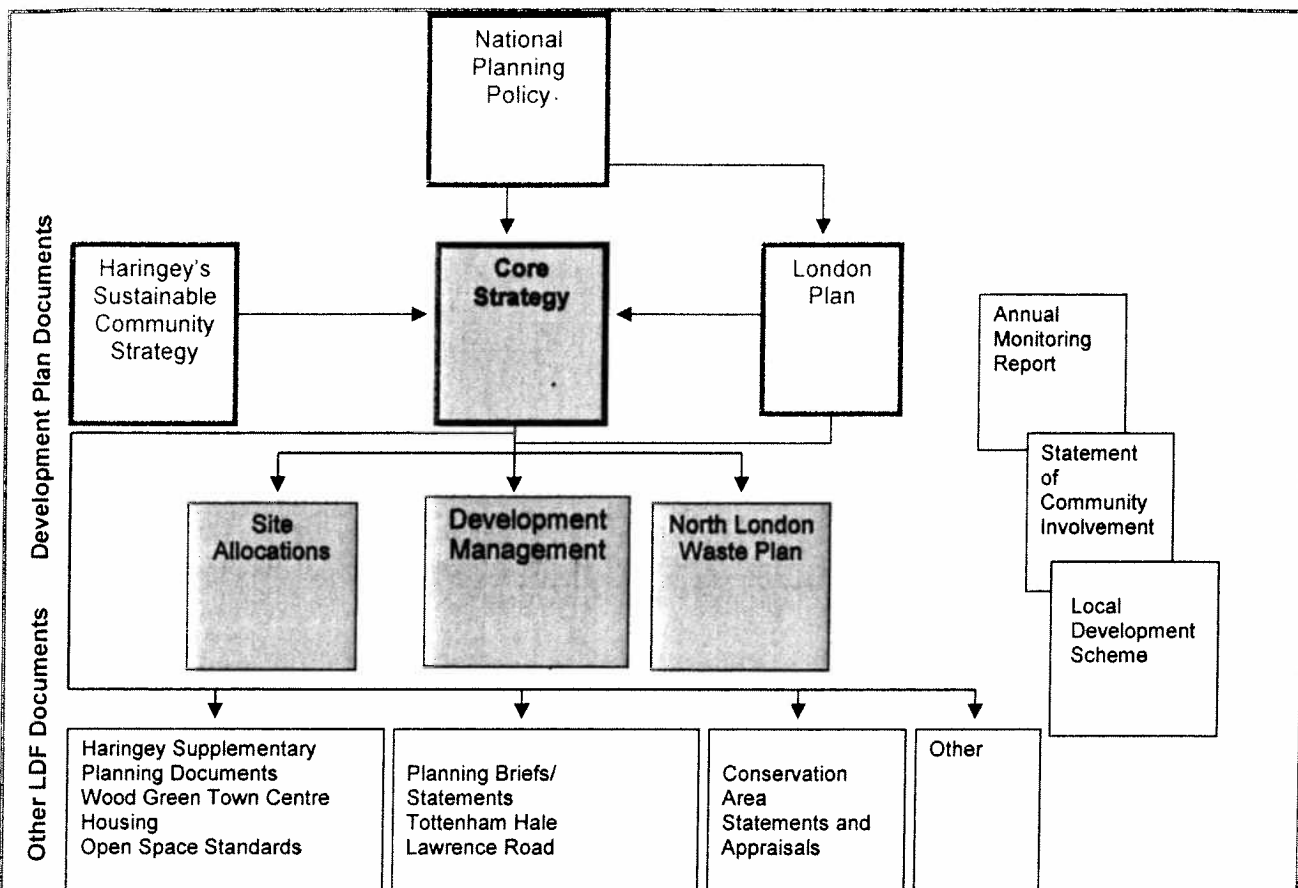 National
Planning
Policy
Development Plan Documents
Haringey's
Sustainable
Community
Strategy
Core
Strategy
London
Plan
Annual
Monitoring
Report
Statement
of
Community
Involvement
Local
Development
Scheme
Site
Allocations
Development
Management
North London
Waste Plan
Other LDF Documents
Haringey Supplementary
Planning Documents
Wood Green Town Centre
Housing
Open Space Standards
Planning Briefs/
Statements
Tottenham Hale
Lawrence Road
Conservation
Area
Statements and
Appraisals
Other